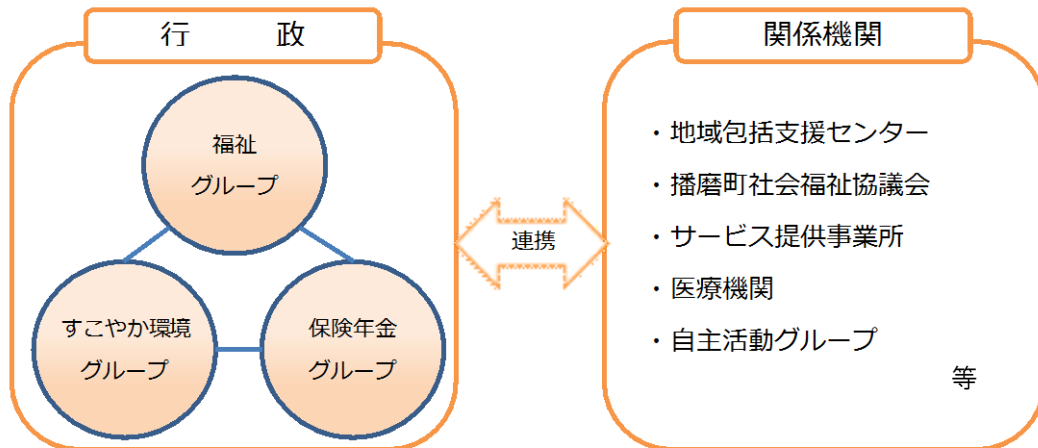 行　政
福祉
グループ
すこやか環境
グループ
保険年金
グループ
連携
関係機関
・地域包括支援センター
・播磨町社会福祉協議会
・サービス提供事業所
・医療機関
・自主活動グループ
等